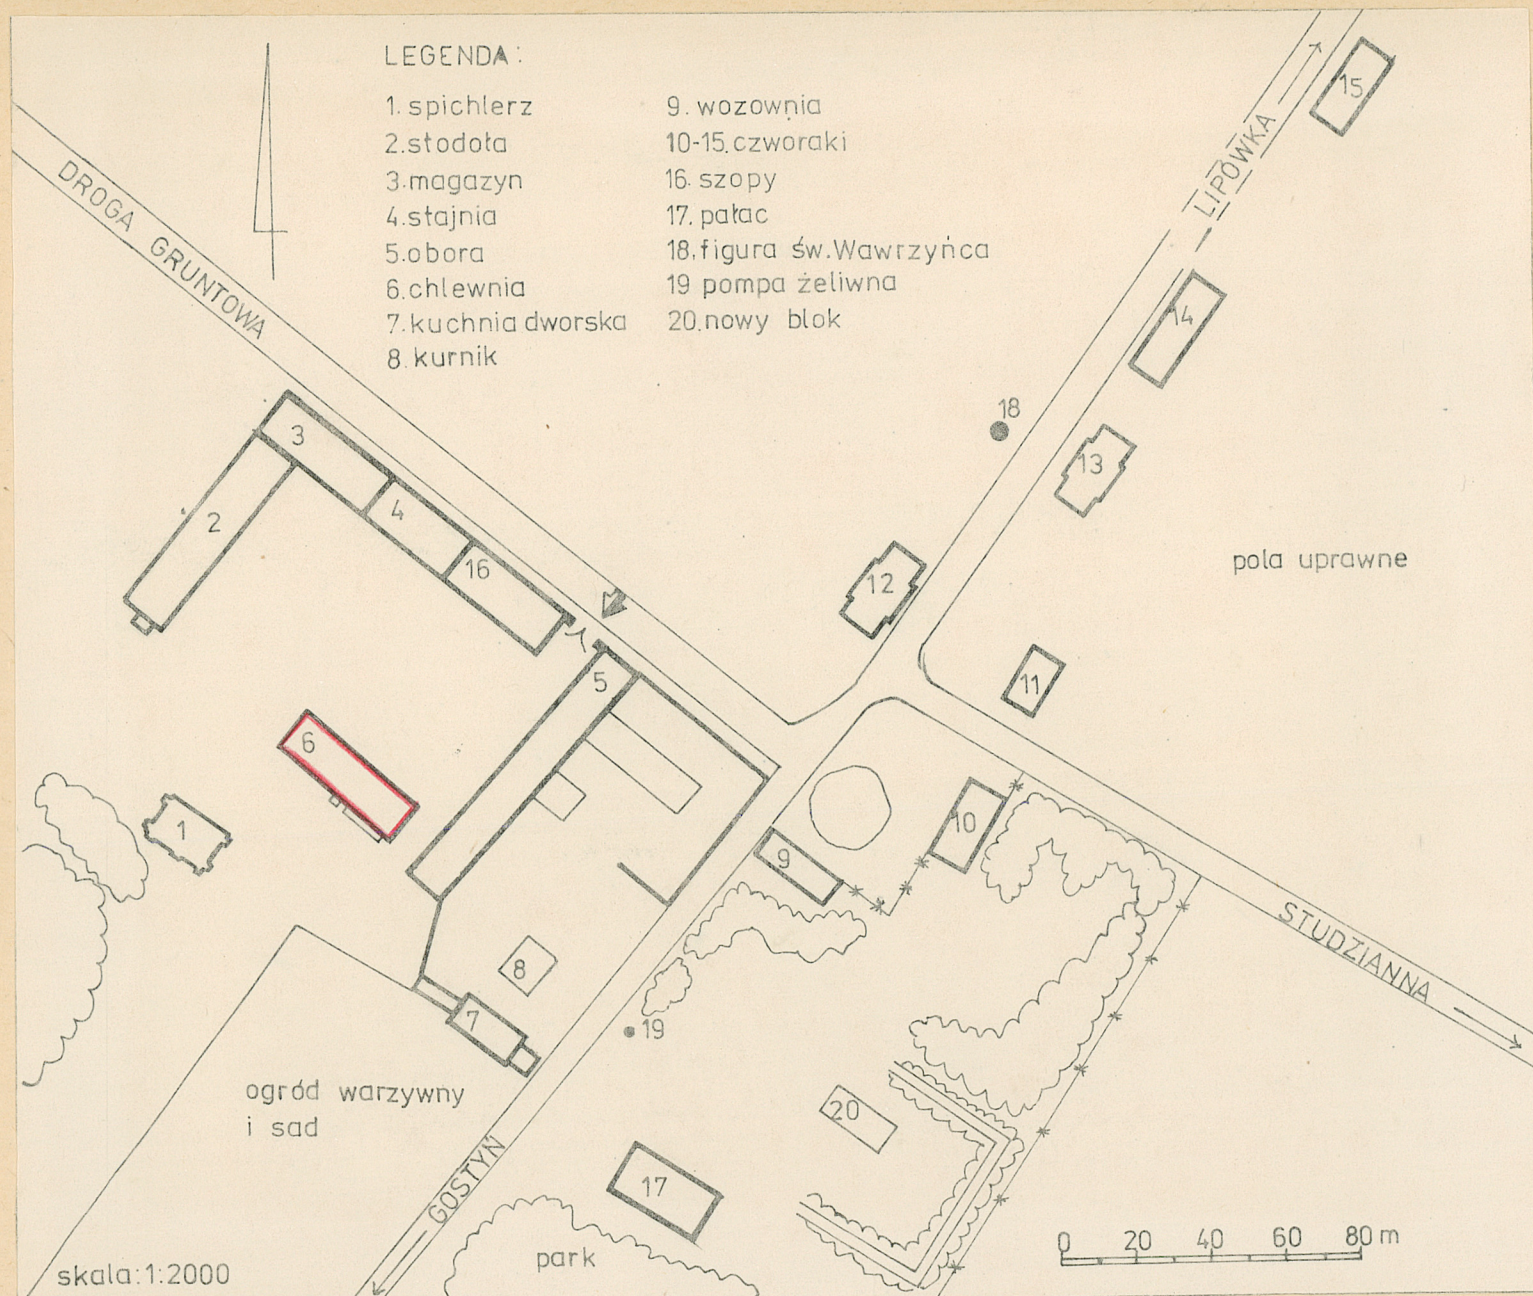 LEGENDA:
1. spichlerz
2. stodoła
3. magazyn
4. stajnia
5. obora
6. chlewnia
7. kuchnia dworska
8. kurnik
9. wozownia
10-15. czworaki
16. szopy
17. pałac
18. figura św. Wawrzyńca
19 pompa żeliwna
20. nowy blok
DROGA GRUNTOWA
LIPÓWKA
15
14
18
13
3
4
2
16
12
pola uprawne
5
11
6
1
10
9
STUDZIANNA
8
7
19
ogród warzywny
i sad
20
GOSTYŃ
17
park
0 20 40 60 80 m
skala: 1:2000